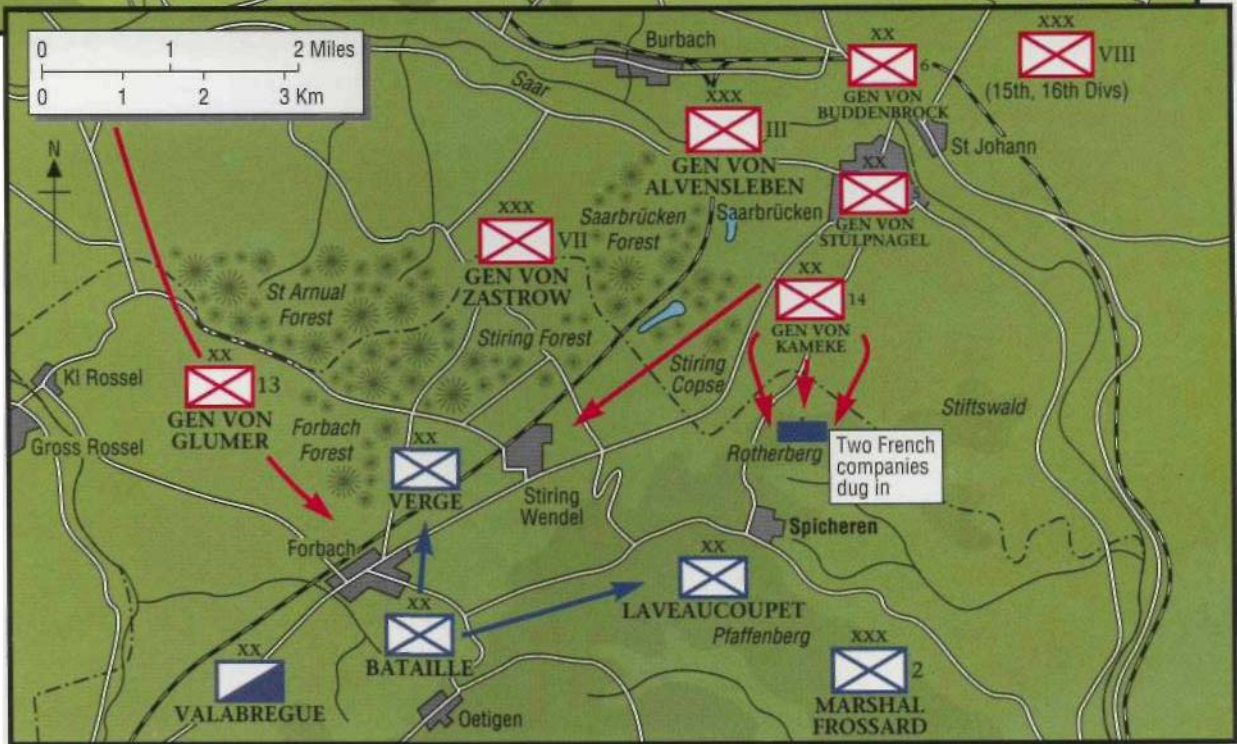 0 1 2 Miles
0 1 2 3 Km
N
Burbach
Saar
XX
6
GEN VON
BUDDENBROCK
XXX
VIII
(15th, 16th Divs)
XXX
III
GEN VON
ALVENSLEBEN
St Johann
Saarbrücken
XX
5
GEN VON
STÜLPNAGEL
Saarbrücken
Forest
XXX
VII
GEN VON
ZASTROW
St Arnual
Forest
Stiring Forest
XX
14
GEN VON
KAMEKE
Stiring
Copse
Kl Rossel
XX
13
GEN VON
GLUMER
Gross Rossel
Forbach
Forest
Stiftswald
Rotherberg
Two French
companies
dug in
XX
VERGE
Stiring
Wendel
Spicheren
Forbach
XX
LAVEAUCOUPET
Pfaffenberg
XX
BATAILLE
XX
VALABREGUE
Oetigen
XXX
2
MARSHAL
FROSSARD